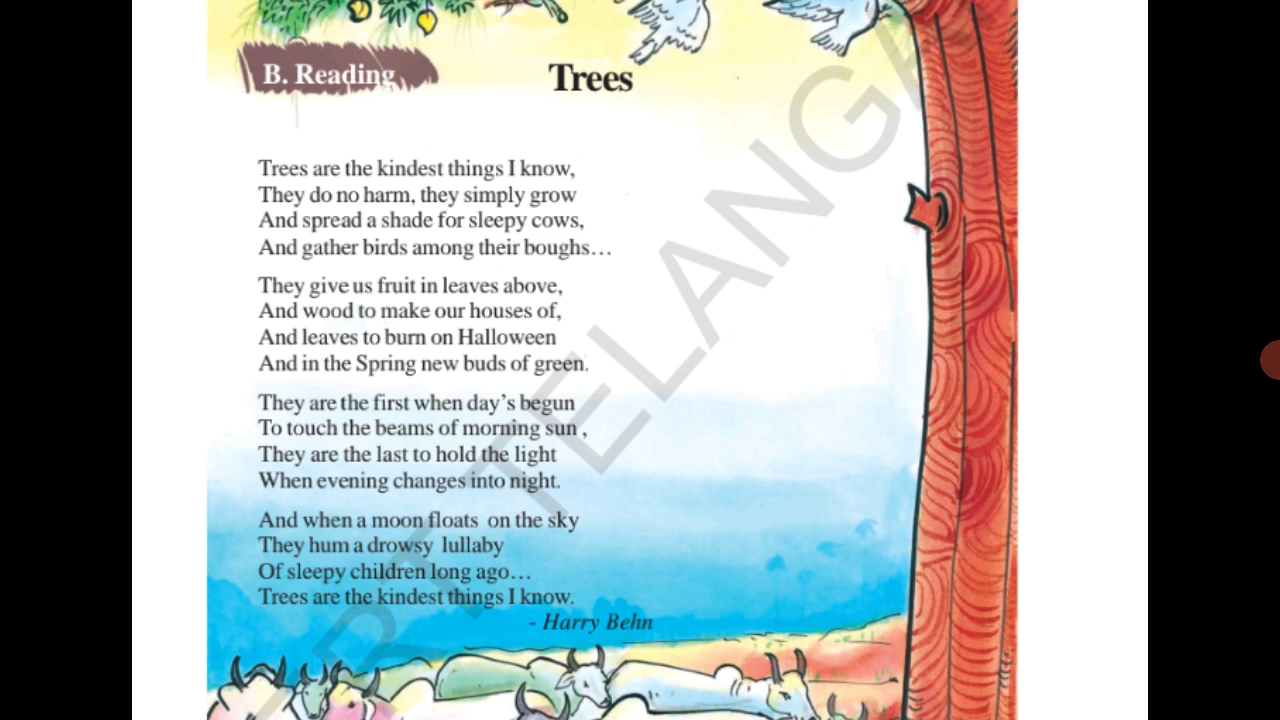 B. Reading
Trees
Trees are the kindest things I know,
They do no harm, they simply grow
And spread a shade for sleepy cows,
And gather birds among their boughs…
They give us fruit in leaves above,
And wood to make our houses of,
And leaves to burn on Halloween
And in the Spring new buds of green.
They are the first when day's begun
To touch the beams of morning sun ,
They are the last to hold the light
When evening changes into night.
And when a moon floats on the sky
They hum a drowsy lullaby
Of sleepy children long ago…
Trees are the kindest things I know.
- Harry Behn